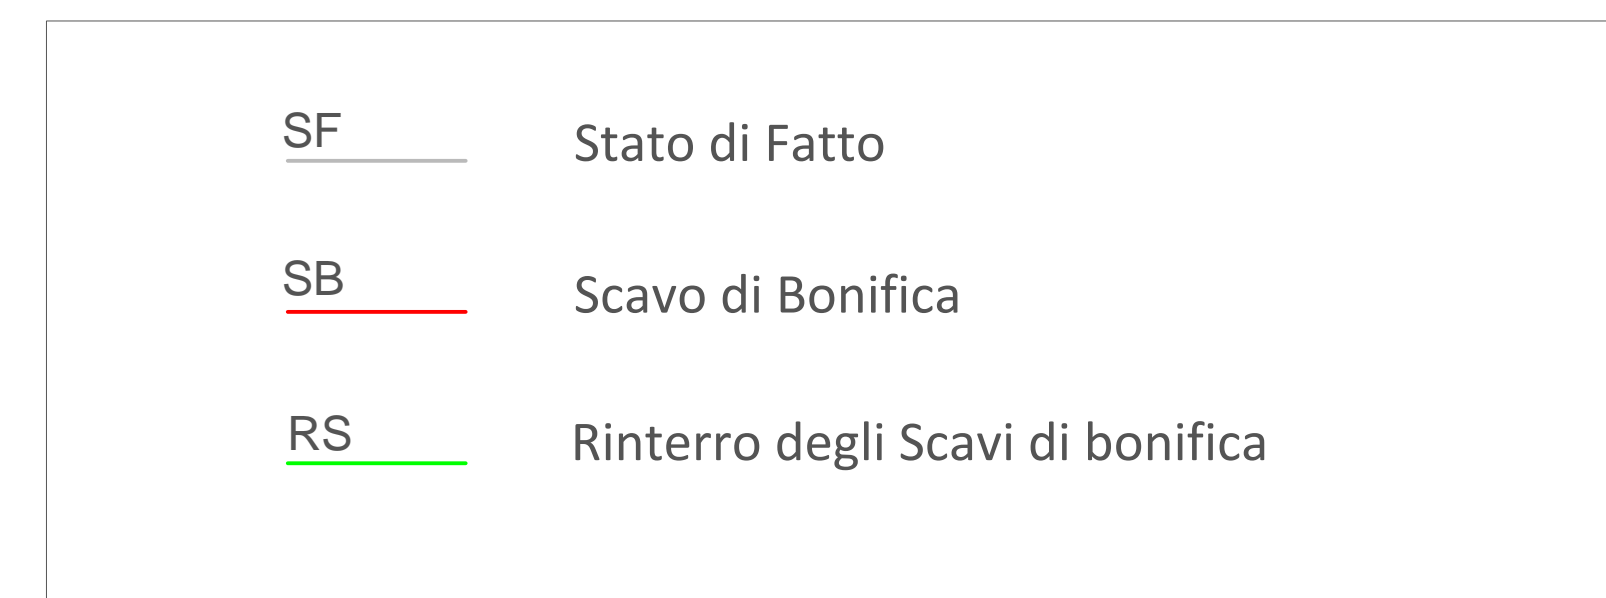 SF Stato di Fatto
SB Scavo di Bonifica
RS Rinterro degli Scavi di bonifica